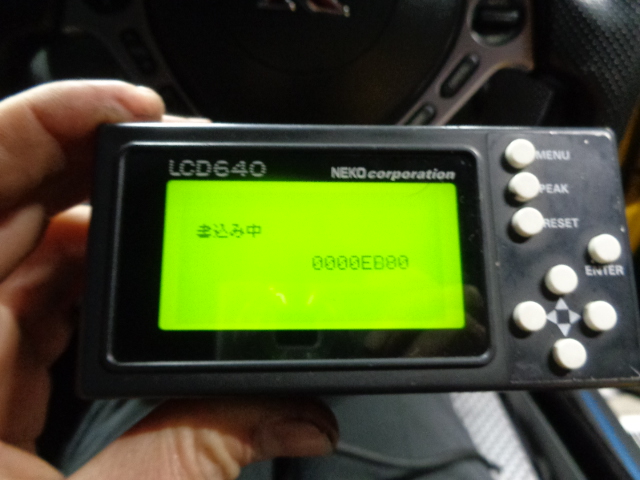 LCD640
NEKO corporation
書込み中
0000EB80
MENU
PEAK
RESET
ENTER